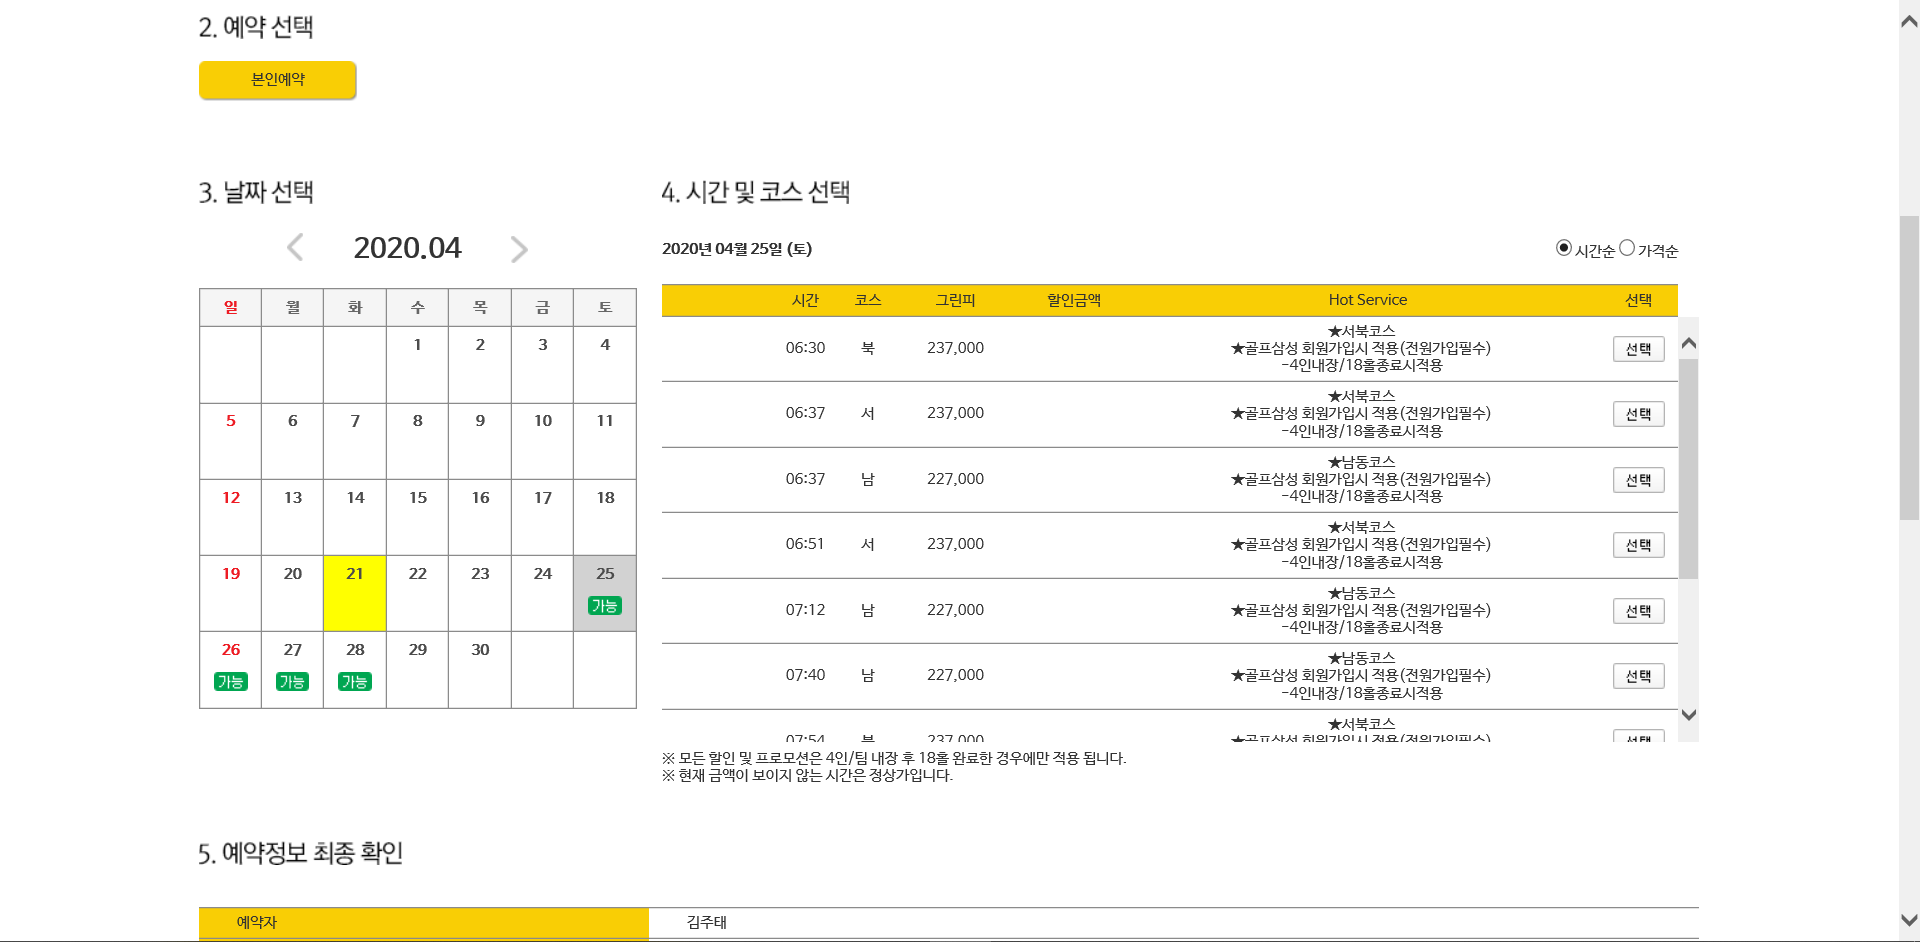 2. 예약 선택
본인예약
3. 날짜 선택
2020.04
일 월 화 수 목 금 토
1 2 3 4
5 6 7 8 9 10 11
12 13 14 15 16 17 18
19 20 21 22 23 24 25
가능
26 27 28 29 30
가능 가능 가능
4. 시간 및 코스 선택
2020년 04월 25일 (토) 시간순 가격순
시간 코스 그린피 할인금액 Hot Service 선택
★서북코스
06:30 북 237,000 ★골프삼성 회원가입시 적용(전원가입필수) 선택
-4인내장/18홀종료시적용
★서북코스
06:37 서 237,000 ★골프삼성 회원가입시 적용(전원가입필수) 선택
-4인내장/18홀종료시적용
★남동코스
06:37 남 227,000 ★골프삼성 회원가입시 적용(전원가입필수) 선택
-4인내장/18홀종료시적용
★서북코스
06:51 서 237,000 ★골프삼성 회원가입시 적용(전원가입필수) 선택
-4인내장/18홀종료시적용
★남동코스
07:12 남 227,000 ★골프삼성 회원가입시 적용(전원가입필수) 선택
-4인내장/18홀종료시적용
★남동코스
07:40 남 227,000 ★골프삼성 회원가입시 적용(전원가입필수) 선택
-4인내장/18홀종료시적용
★서북코스
07:54 북 237,000 ★골프삼성 회원가입시 적용(전원가입필수) 선택
※ 모든 할인 및 프로모션은 4인/팀 내장 후 18홀 완료한 경우에만 적용 됩니다.
※ 현재 금액이 보이지 않는 시간은 정상가입니다.
5. 예약정보 최종 확인
예약자 김주태